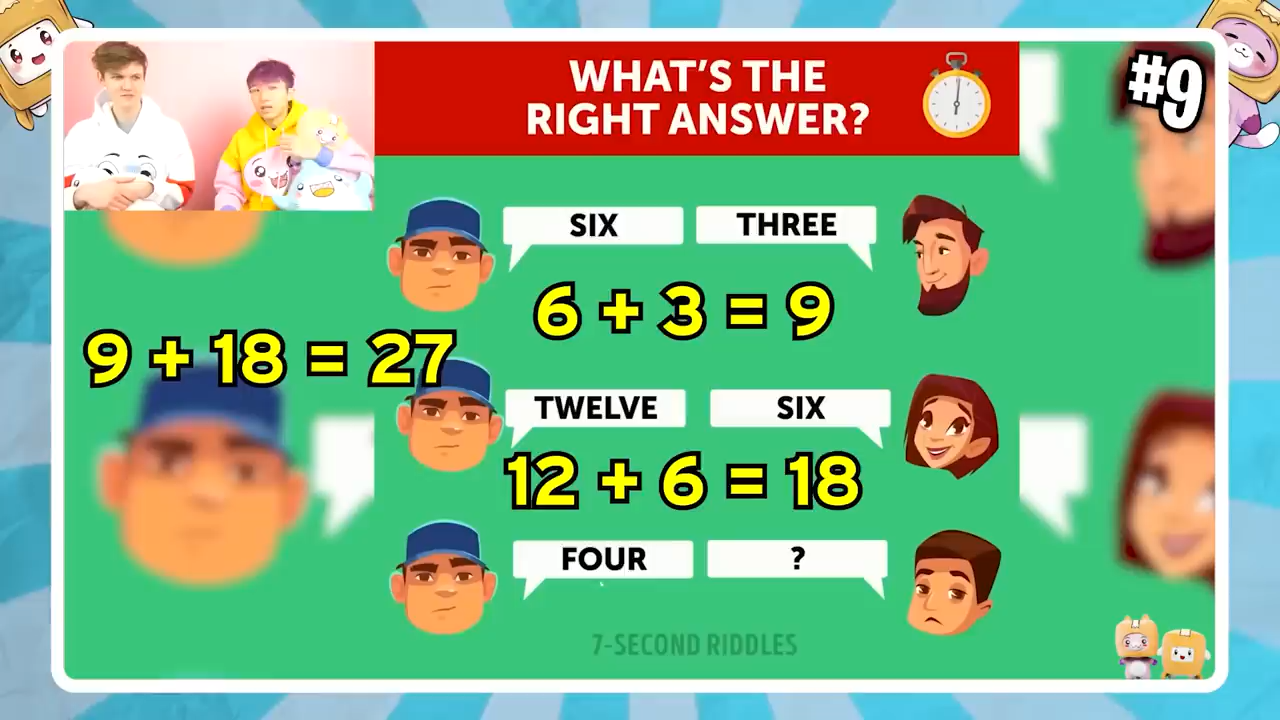 WHAT'S THE
RIGHT ANSWER?
#9
SIX
THREE
6 + 3 = 9
9 + 18 = 27
TWELVE
SIX
12 + 6 = 18
FOUR
?
7-SECOND RIDDLES